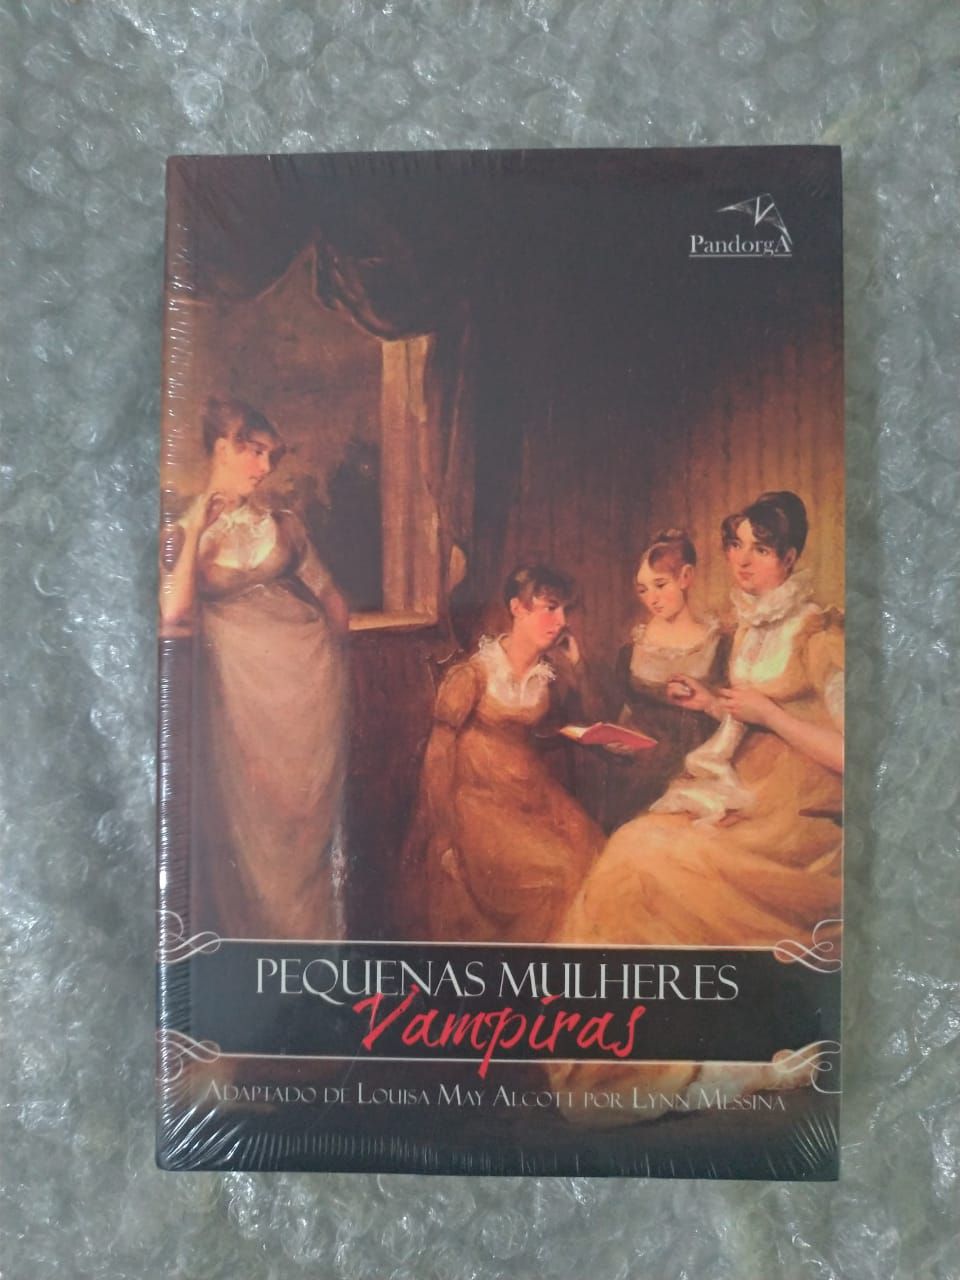 PandorgA
PEQUENAS MULHERES
Vampiras
ADAPTADO DE LOUISA MAY ALCOTT POR LYNN MESSINA